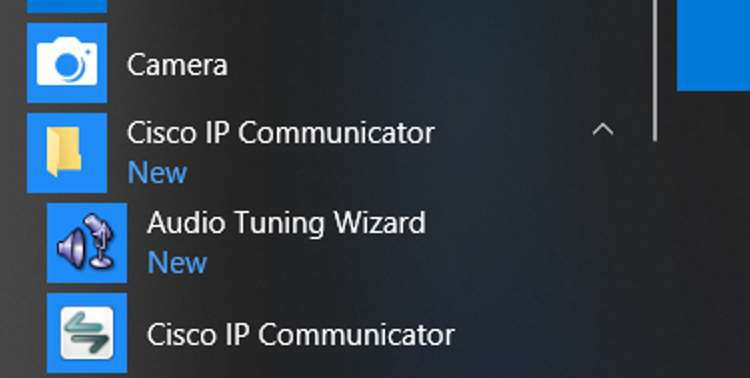 Camera
Cisco IP Communicator
New
Audio Tuning Wizard
New
Cisco IP Communicator